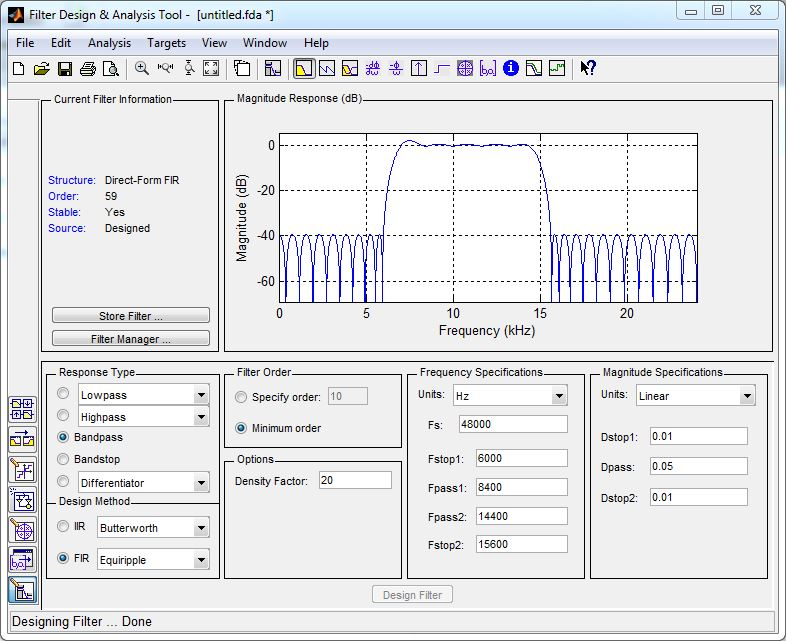 Filter Design & Analysis Tool - [untitled.fda *]
File Edit Analysis Targets View Window Help
Current Filter Information
Structure: Direct-Form FIR
Order: 59
Stable: Yes
Source: Designed
Store Filter ...
Filter Manager ...
Magnitude Response (dB)
Magnitude (dB)
0
-20
-40
-60
0 5 10 15 20
Frequency (kHz)
Response Type
Lowpass
Highpass
Bandpass
Bandstop
Differentiator
Design Method
IIR Butterworth
FIR Equiripple
Filter Order
Specify order: 10
Minimum order
Options
Density Factor: 20
Frequency Specifications
Units: Hz
Fs: 48000
Fstop1: 6000
Fpass1: 8400
Fpass2: 14400
Fstop2: 15600
Magnitude Specifications
Units: Linear
Dstop1: 0.01
Dpass: 0.05
Dstop2: 0.01
Design Filter
Designing Filter ... Done